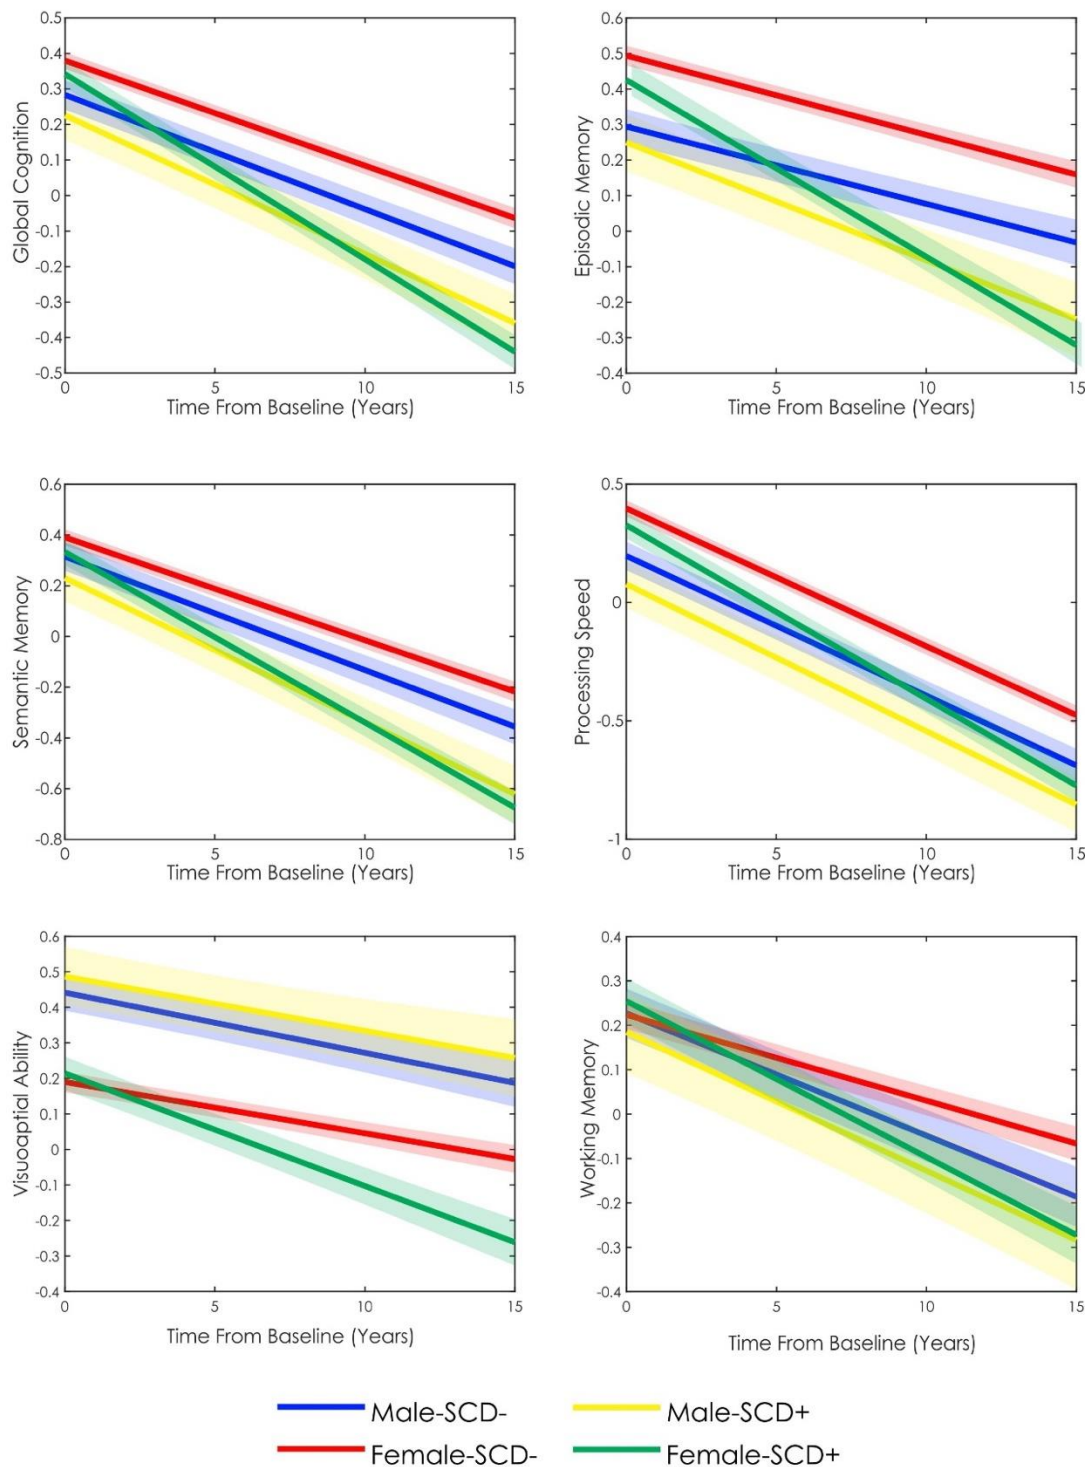 0.5
0.4
0.3
0.2
0.1
0
-0.1
-0.2
-0.3
-0.4
-0.5
Global Cognition
0 5 10 15
Time From Baseline (Years)
0.6
0.5
0.4
0.3
0.2
0.1
0
-0.1
-0.2
-0.3
-0.4
Episodic Memory
0 5 10 15
Time From Baseline (Years)
0.6
0.4
0.2
0
-0.2
-0.4
-0.6
-0.8
Semantic Memory
0 5 10 15
Time From Baseline (Years)
0.5
0
-0.5
-1
Processing Speed
0 5 10 15
Time From Baseline (Years)
0.6
0.5
0.4
0.3
0.2
0.1
0
-0.1
-0.2
-0.3
-0.4
Visuoaptial Ability
0 5 10 15
Time From Baseline (Years)
0.4
0.3
0.2
0.1
0
-0.1
-0.2
-0.3
-0.4
Working Memory
0 5 10 15
Time From Baseline (Years)
Male-SCD- Male-SCD+
Female-SCD- Female-SCD+